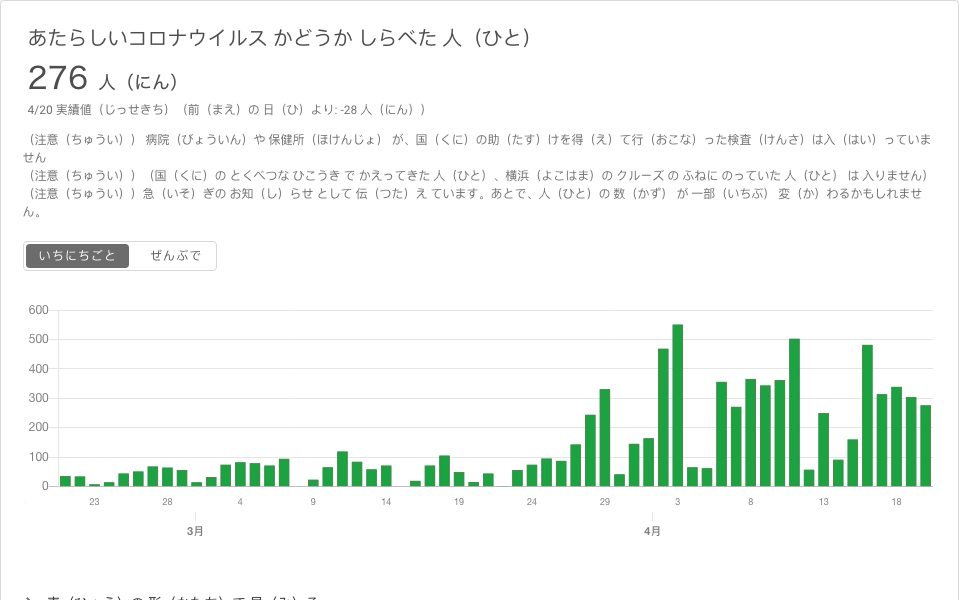 あたらしいコロナウイルス かどうか しらべた 人（ひと）
276 人（にん）
4/20 実績値（じっせきち）（前（まえ）の 日（ひ）より: -28 人（にん））
（注意（ちゅうい）） 病院（びょういん）や 保健所（ほけんじょ） が、国（くに）の助（たす）けを得（え）て行（おこな）った検査（けんさ）は入（はい）っていま
せん
（注意（ちゅうい））（国（くに）の とくべつな ひこうき で かえってきた 人（ひと）、横浜（よこはま）の クルーズ の ふねに のっていた 人（ひと） は 入りません）
（注意（ちゅうい））急（いそ）ぎの お知（し）らせ として 伝（つた）え ています。あとで、人（ひと）の 数（かず） が 一部（いちぶ） 変（か）わるかもしれませ
ん。
いちにちごと ぜんぶで
600
500
400
300
200
100
0
23 28 4 9 14 19 24 29 3 8 13 18
3月 4月